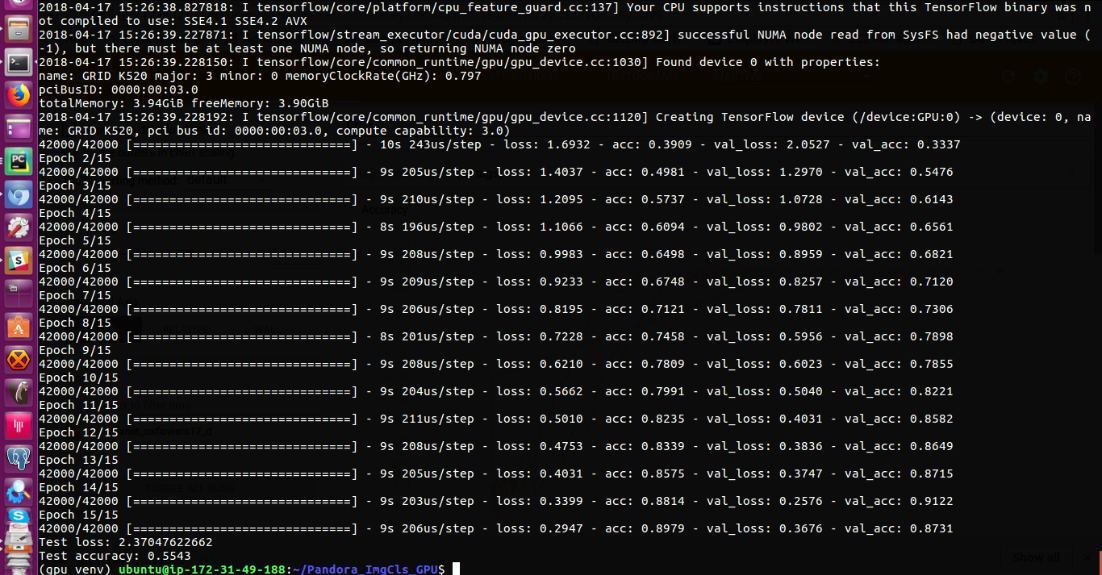 2018-04-17 15:26:38.827818: I tensorflow/core/platform/cpu_feature_guard.cc:137] Your CPU supports instructions that this TensorFlow binary was n
ot compiled to use: SSE4.1 SSE4.2 AVX
2018-04-17 15:26:39.227871: I tensorflow/stream_executor/cuda/cuda_gpu_executor.cc:892] successful NUMA node read from SysFS had negative value (
-1), but there must be at least one NUMA node, so returning NUMA node zero
2018-04-17 15:26:39.228150: I tensorflow/core/common_runtime/gpu/gpu_device.cc:1030] Found device 0 with properties:
name: GRID K520 major: 3 minor: 0 memoryClockRate(GHz): 0.797
pciBusID: 0000:00:03.0
totalMemory: 3.94GiB freeMemory: 3.90GiB
2018-04-17 15:26:39.228192: I tensorflow/core/common_runtime/gpu/gpu_device.cc:1120] Creating TensorFlow device (/device:GPU:0) -> (device: 0, na
me: GRID K520, pci bus id: 0000:00:03.0, compute capability: 3.0)
42000/42000 [==============================] - 10s 243us/step - loss: 1.6932 - acc: 0.3909 - val_loss: 2.0527 - val_acc: 0.3337
Epoch 2/15
42000/42000 [==============================] - 9s 205us/step - loss: 1.4037 - acc: 0.4981 - val_loss: 1.2970 - val_acc: 0.5476
Epoch 3/15
42000/42000 [==============================] - 9s 210us/step - loss: 1.2095 - acc: 0.5737 - val_loss: 1.0728 - val_acc: 0.6143
Epoch 4/15
42000/42000 [==============================] - 8s 196us/step - loss: 1.1066 - acc: 0.6094 - val_loss: 0.9802 - val_acc: 0.6561
Epoch 5/15
42000/42000 [==============================] - 9s 208us/step - loss: 0.9983 - acc: 0.6498 - val_loss: 0.8959 - val_acc: 0.6821
Epoch 6/15
42000/42000 [==============================] - 9s 209us/step - loss: 0.9233 - acc: 0.6748 - val_loss: 0.8257 - val_acc: 0.7120
Epoch 7/15
42000/42000 [==============================] - 9s 206us/step - loss: 0.8195 - acc: 0.7121 - val_loss: 0.7811 - val_acc: 0.7306
Epoch 8/15
42000/42000 [==============================] - 8s 201us/step - loss: 0.7228 - acc: 0.7458 - val_loss: 0.5956 - val_acc: 0.7898
Epoch 9/15
42000/42000 [==============================] - 9s 208us/step - loss: 0.6210 - acc: 0.7809 - val_loss: 0.6023 - val_acc: 0.7855
Epoch 10/15
42000/42000 [==============================] - 9s 204us/step - loss: 0.5662 - acc: 0.7991 - val_loss: 0.5040 - val_acc: 0.8221
Epoch 11/15
42000/42000 [==============================] - 9s 211us/step - loss: 0.5010 - acc: 0.8235 - val_loss: 0.4031 - val_acc: 0.8582
Epoch 12/15
42000/42000 [==============================] - 9s 208us/step - loss: 0.4753 - acc: 0.8339 - val_loss: 0.3836 - val_acc: 0.8649
Epoch 13/15
42000/42000 [==============================] - 9s 205us/step - loss: 0.4031 - acc: 0.8575 - val_loss: 0.3747 - val_acc: 0.8715
Epoch 14/15
42000/42000 [==============================] - 9s 203us/step - loss: 0.3399 - acc: 0.8814 - val_loss: 0.2576 - val_acc: 0.9122
Epoch 15/15
42000/42000 [==============================] - 9s 206us/step - loss: 0.2947 - acc: 0.8979 - val_loss: 0.3676 - val_acc: 0.8731
Test loss: 2.37047622662
Test accuracy: 0.5543
(gpu_venv) ubuntu@ip-172-31-49-188:~/Pandora_ImgCls_GPU$
Show all